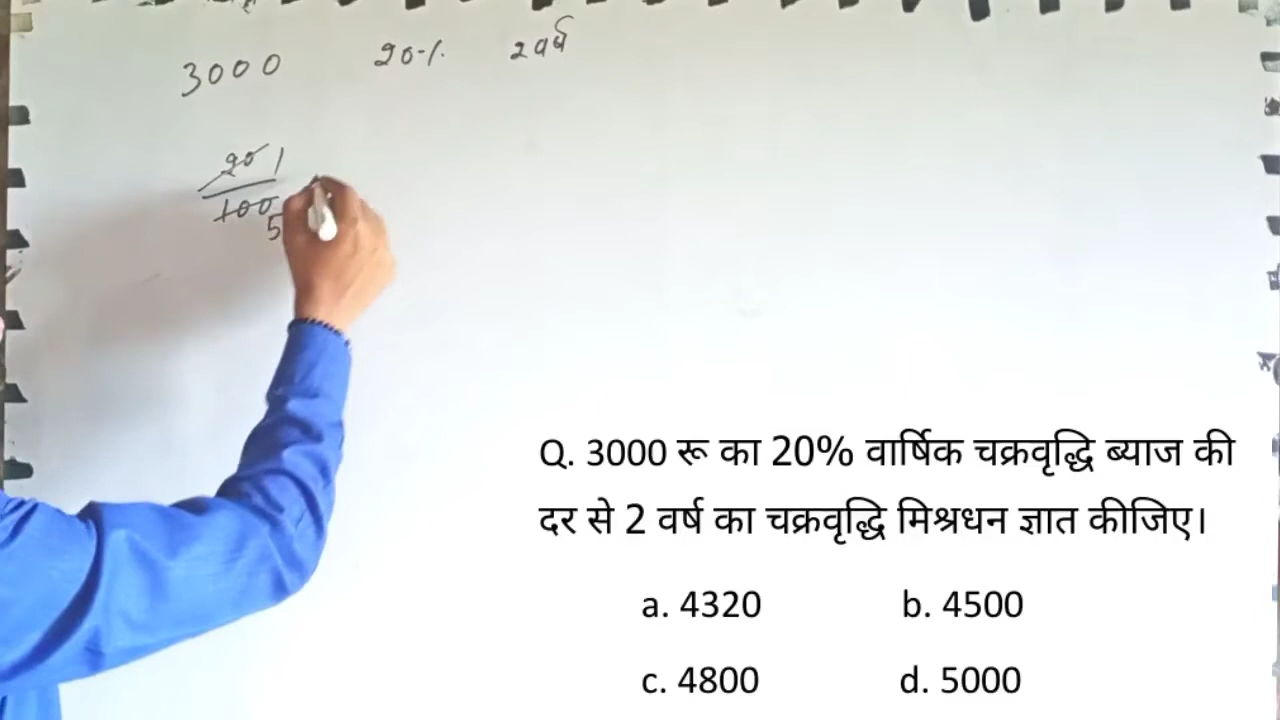 3000 20% 2 वर्ष
20 1
100
5
Q. 3000 रू का 20% वार्षिक चक्रवृद्धि ब्याज की
दर से 2 वर्ष का चक्रवृद्धि मिश्रधन ज्ञात कीजिए।
a. 4320 b. 4500
c. 4800 d. 5000